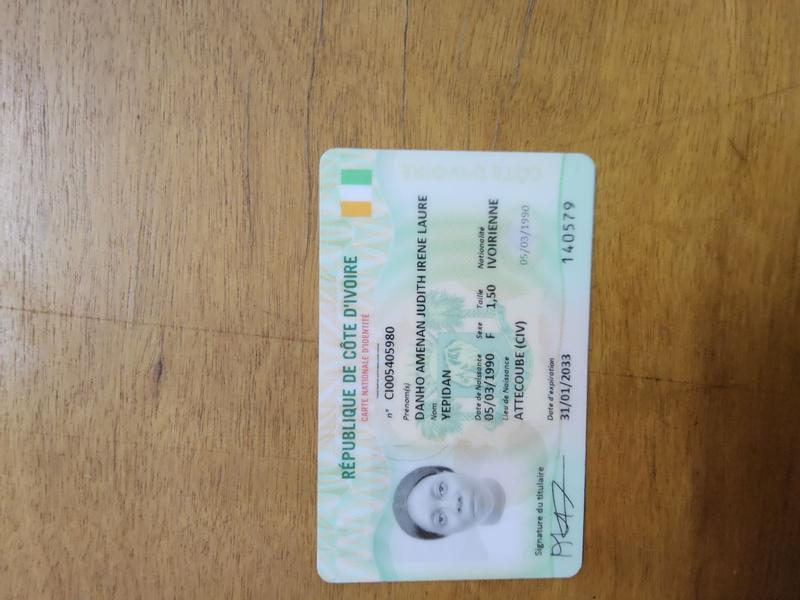 RÉPUBLIQUE DE CÔTE D'IVOIRE
CARTE NATIONALE D'IDENTITÉ
n° CI005405980
Prénom(s)
DANHO AMENAN JUDITH IRENE LAURE
Nom
YEPIDAN
Date de Naissance Sexe Taille Nationalité
05/03/1990 F 1,50 IVOIRIENNE
Lieu de Naissance
ATTECOUBE (CIV)
05/03/1990
Date d'expiration
31/01/2033
140579
Signature du titulaire
CÔTE D'IVOIRE